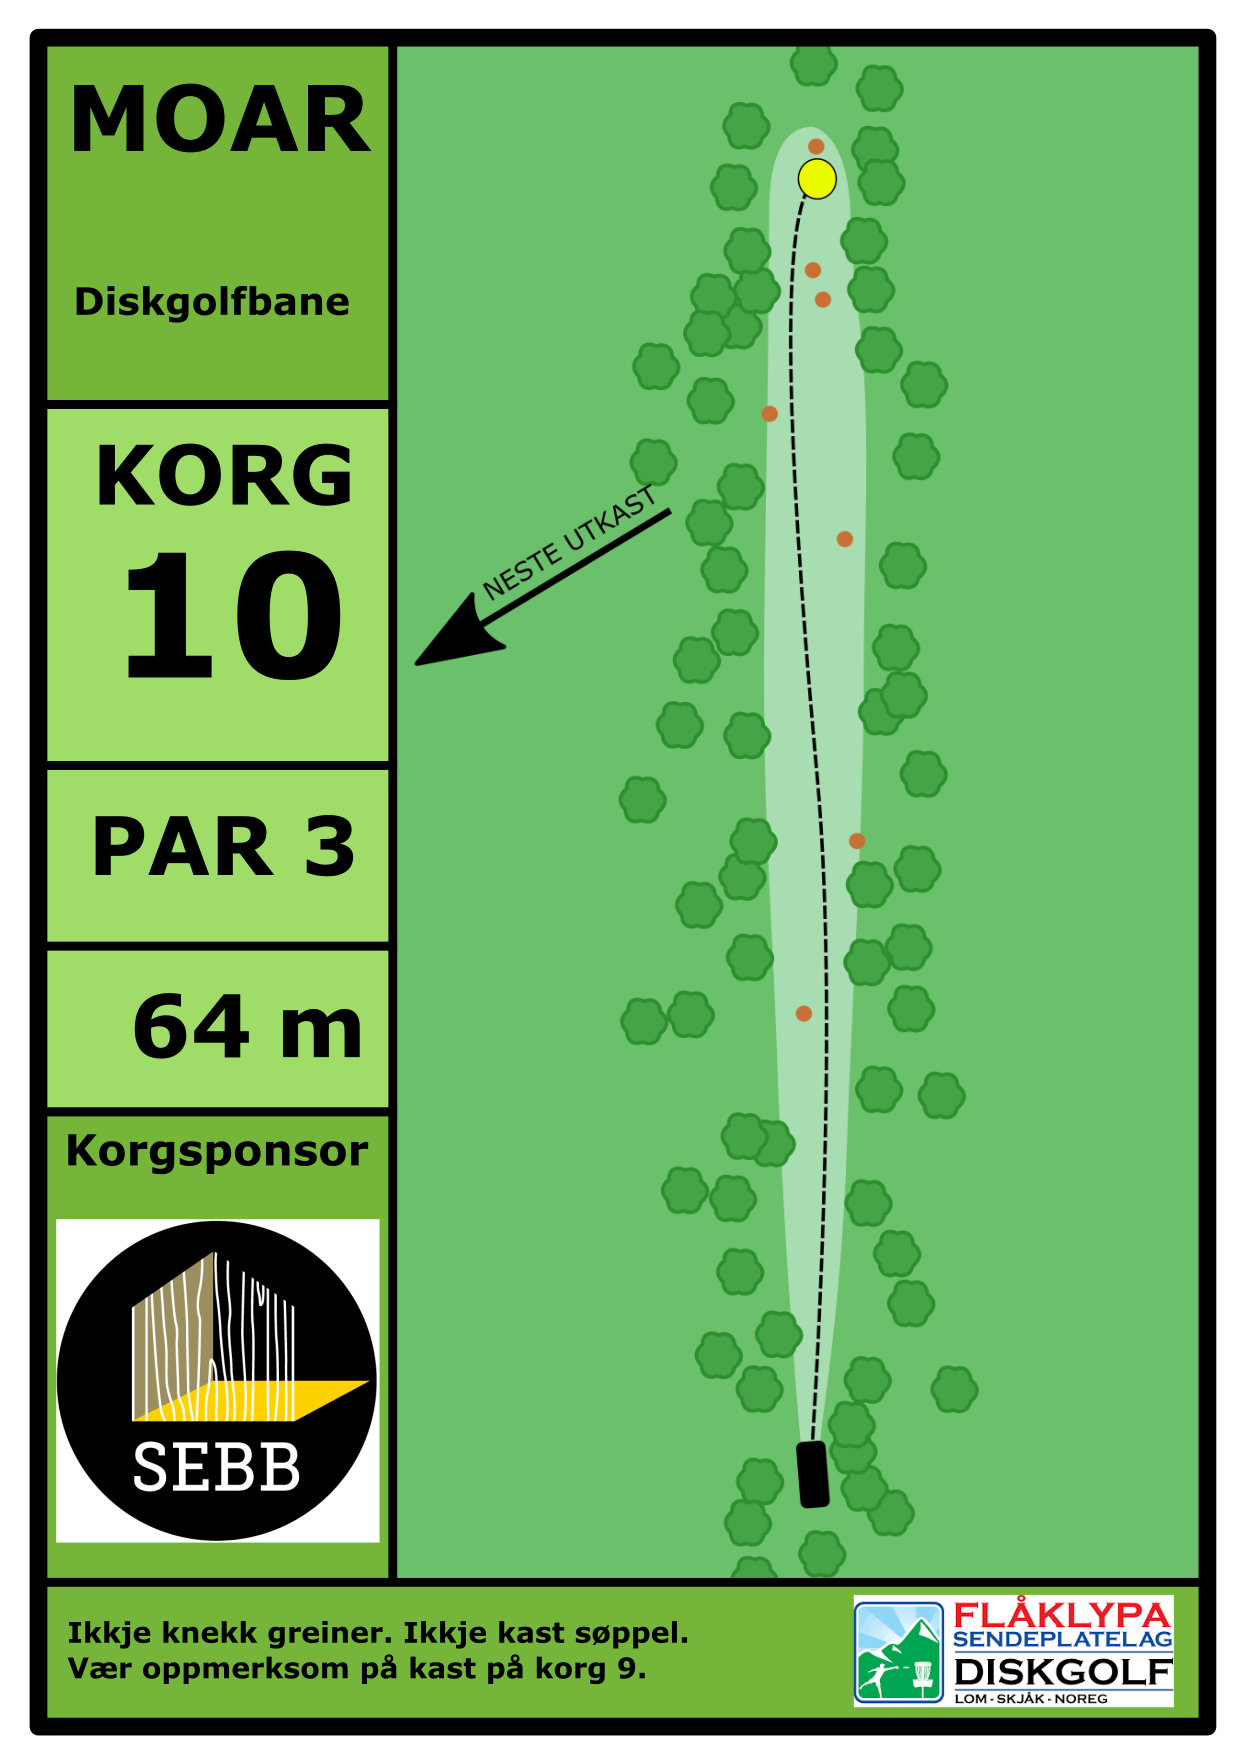 MOAR
Diskgolfbane
KORG
10
PAR 3
64 m
Korgsponsor
SEBB
NESTE UTKAST
Ikkje knekk greiner. Ikkje kast søppel.
Vær oppmerksom på kast på korg 9.
FLÅKLYPA
SENDEPLATELAG
DISKGOLF
LOM - SKJÅK - NOREG